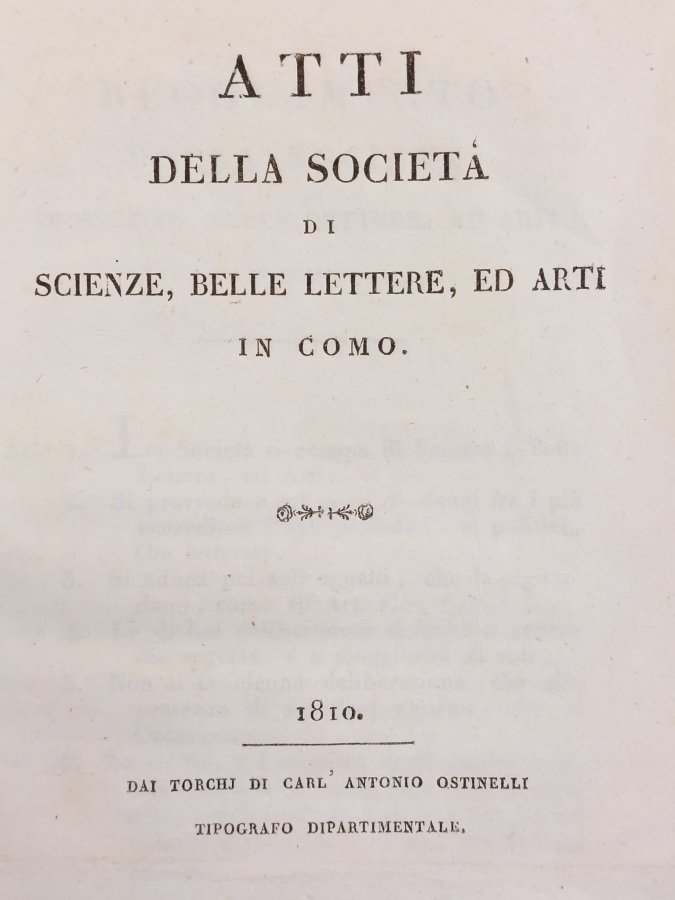 ATTI
DELLA SOCIETÁ
DI
SCIENZE, BELLE LETTERE, ED ARTI
IN COMO.
1810.
DAI TORCHJ DI CARL' ANTONIO OSTINELLI
TIPOGRAFO DIPARTIMENTALE.